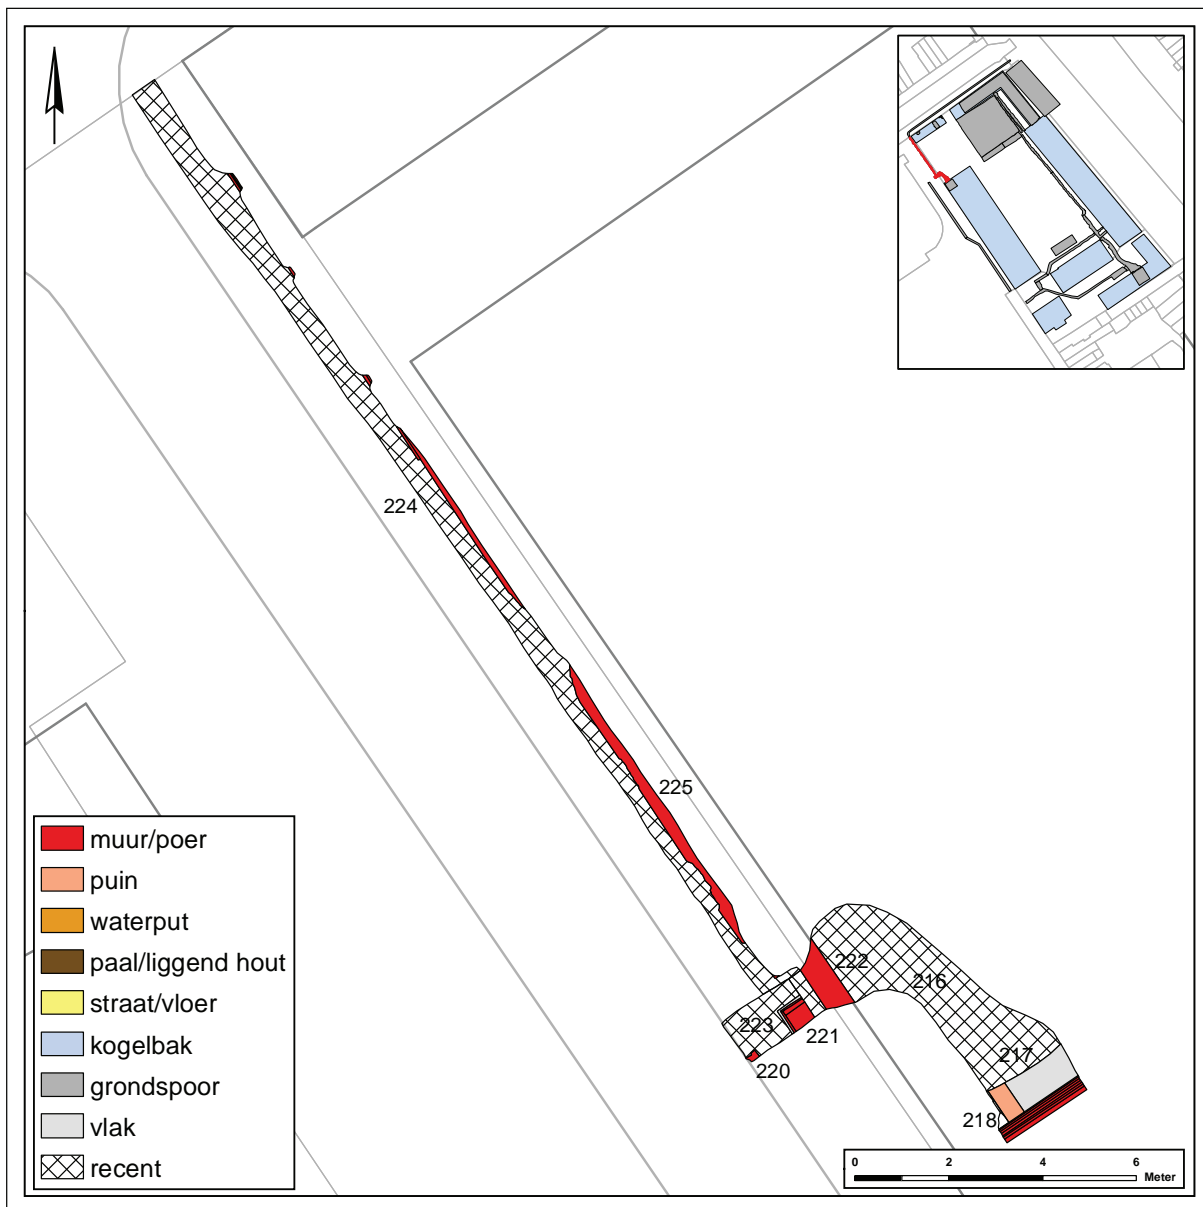 224
225
222
216
223
221
217
220
218
muur/poer
puin
waterput
paal/liggend hout
straat/vloer
kogelbak
grondspoor
vlak
recent
0 2 4 6
Meter